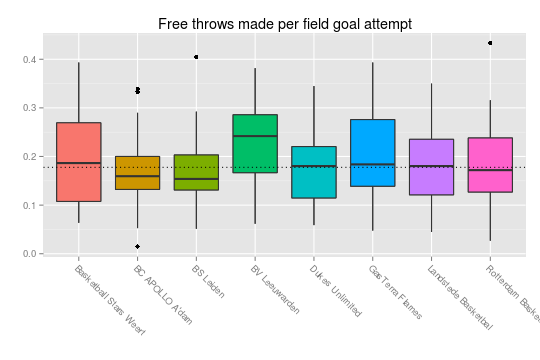 Free throws made per field goal attempt
0.4
0.3
0.2
0.1
0.0
Basketball Stars Weert
BC APOLLO A'dam
BS Leiden
BV Leeuwarden
Dukes Unlimited
GasTerra Flames
Landstede Basketbal
Rotterdam Basket